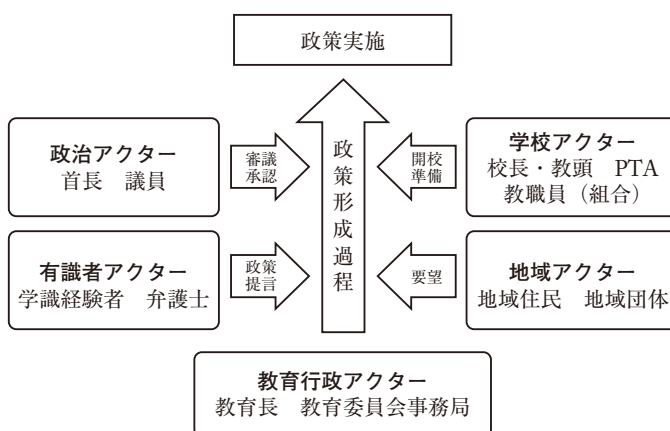 政策実施
政治アクター
首長　議員
審議
承認
政策形成過程
開校
準備
学校アクター
校長・教頭　PTA
教職員（組合）
有識者アクター
学識経験者　弁護士
政策
提言
要望
地域アクター
地域住民　地域団体
教育行政アクター
教育長　教育委員会事務局